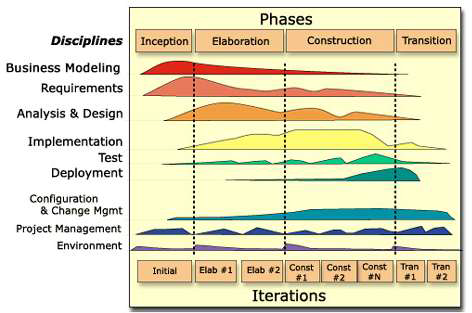 Phases
Disciplines
Inception Elaboration Construction Transition
Business Modeling
Requirements
Analysis & Design
Implementation
Test
Deployment
Configuration
& Change Mgmt
Project Management
Environment
Initial Elab #1 Elab #2 Const #1 Const #2 Const #N Tran #1 Tran #2
Iterations